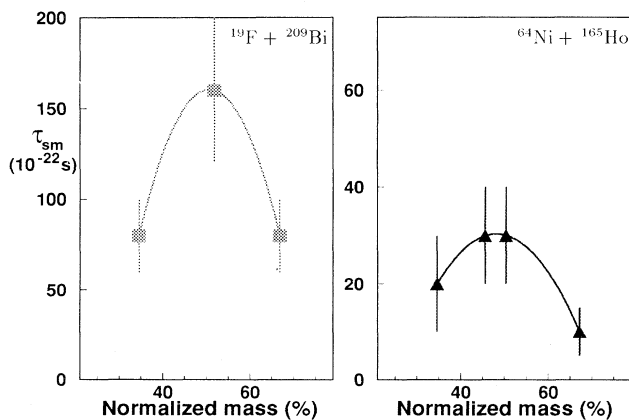 200
150
100
50
0
τsm
(10-22s)
19F + 209Bi
40 60
Normalized mass (%)
60
40
20
0
64Ni + 165Ho
40 60
Normalized mass (%)